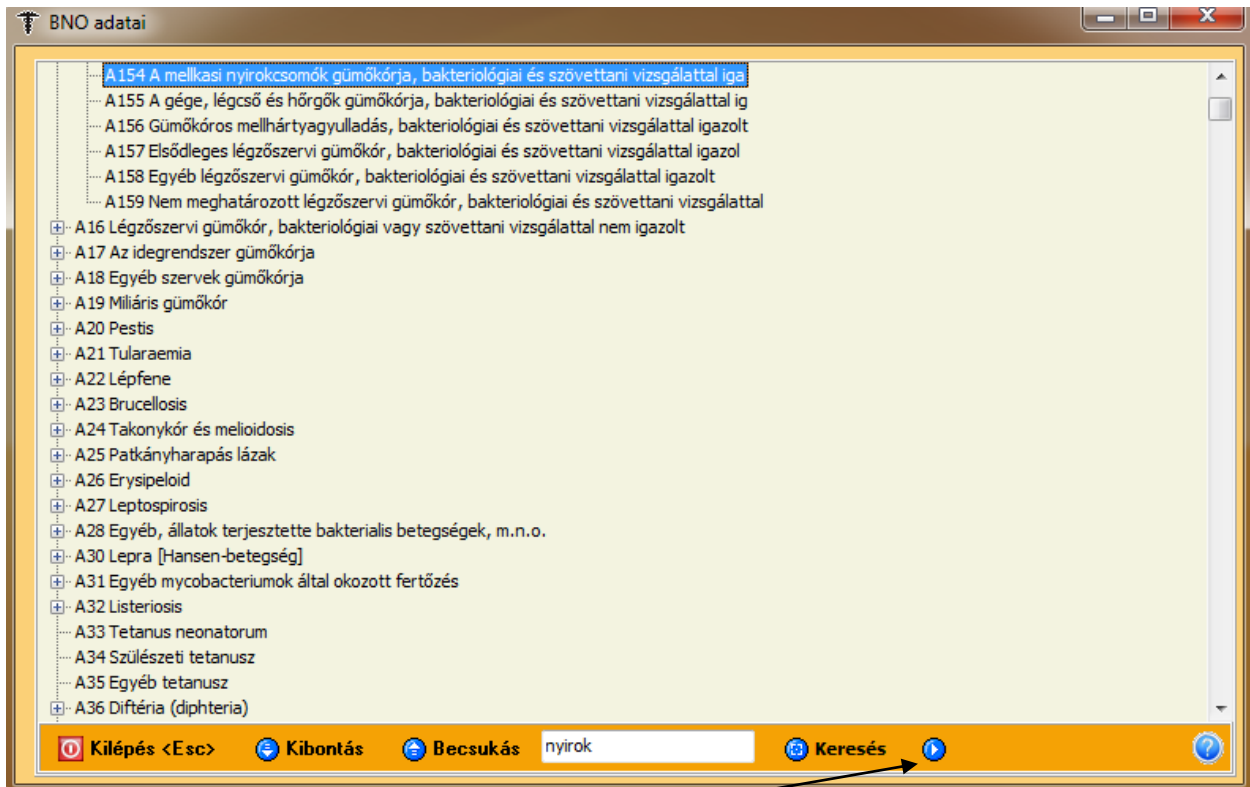 BNO adatai
A154 A mellkasi nyirokcsomók gümőkórja, bakteriológiai és szövettani vizsgálattal iga
A155 A gége, légcső és hőrgők gümőkórja, bakteriológiai és szövettani vizsgálattal ig
A156 Gümőkóros mellhártyagyulladás, bakteriológiai és szövettani vizsgálattal igazolt
A157 Elsődleges légzőszervi gümőkór, bakteriológiai és szövettani vizsgálattal igazol
A158 Egyéb légzőszervi gümőkór, bakteriológiai és szövettani vizsgálattal igazolt
A159 Nem meghatározott légzőszervi gümőkór, bakteriológiai és szövettani vizsgálattal
A16 Légzőszervi gümőkór, bakteriológiai vagy szövettani vizsgálattal nem igazolt
A17 Az idegrendszer gümőkórja
A18 Egyéb szervek gümőkórja
A19 Miliáris gümőkór
A20 Pestis
A21 Tularaemia
A22 Lépfene
A23 Brucellosis
A24 Takonykór és melioidosis
A25 Patkányharapás lázak
A26 Erysipeloid
A27 Leptospirosis
A28 Egyéb, állatok terjesztette bakterialis betegségek, m.n.o.
A30 Lepra [Hansen-betegség]
A31 Egyéb mycobacteriumok által okozott fertőzés
A32 Listeriosis
A33 Tetanus neonatorum
A34 Szülészeti tetanusz
A35 Egyéb tetanusz
A36 Diftéria (diphteria)
Kilépés <Esc> Kibontás Becsukás nyirok Keresés